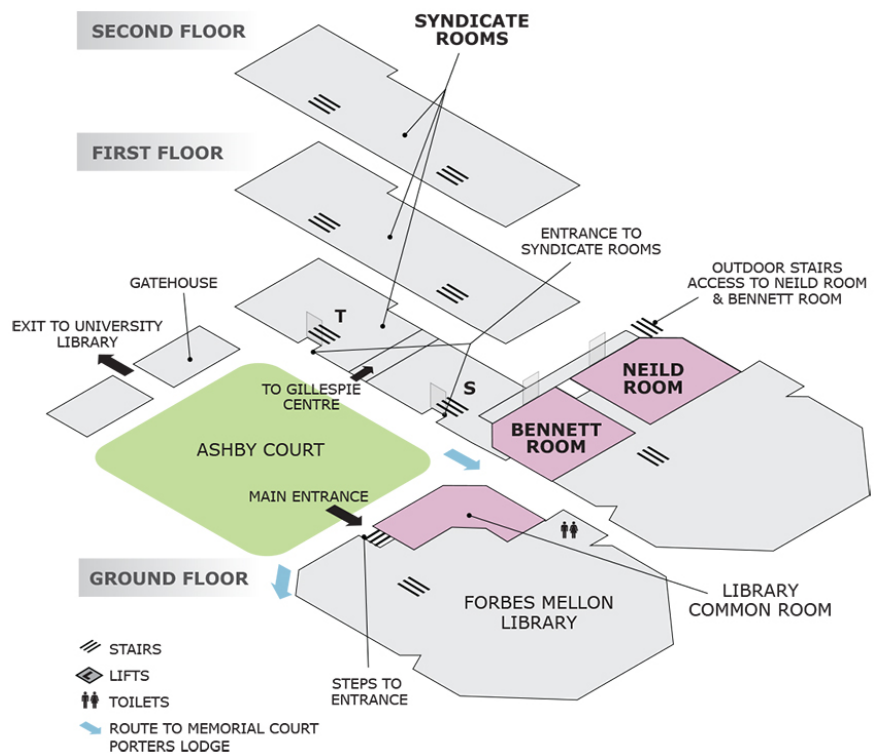 SECOND FLOOR
SYNDICATE
ROOMS
FIRST FLOOR
ENTRANCE TO
SYNDICATE ROOMS
OUTDOOR STAIRS
ACCESS TO NEILD ROOM
& BENNETT ROOM
GATEHOUSE
EXIT TO UNIVERSITY
LIBRARY
T
NEILD
ROOM
TO GILLESPIE
CENTRE
S
BENNETT
ROOM
ASHBY COURT
MAIN ENTRANCE
GROUND FLOOR
FORBES MELLON
LIBRARY
LIBRARY
COMMON ROOM
STEPS TO
ENTRANCE
STAIRS
LIFTS
TOILETS
ROUTE TO MEMORIAL COURT
PORTERS LODGE